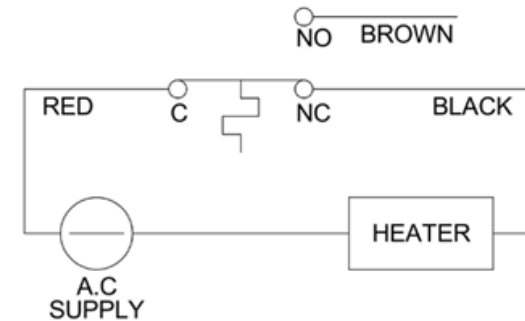 NO BROWN
RED C NC BLACK
HEATER
A.C
SUPPLY